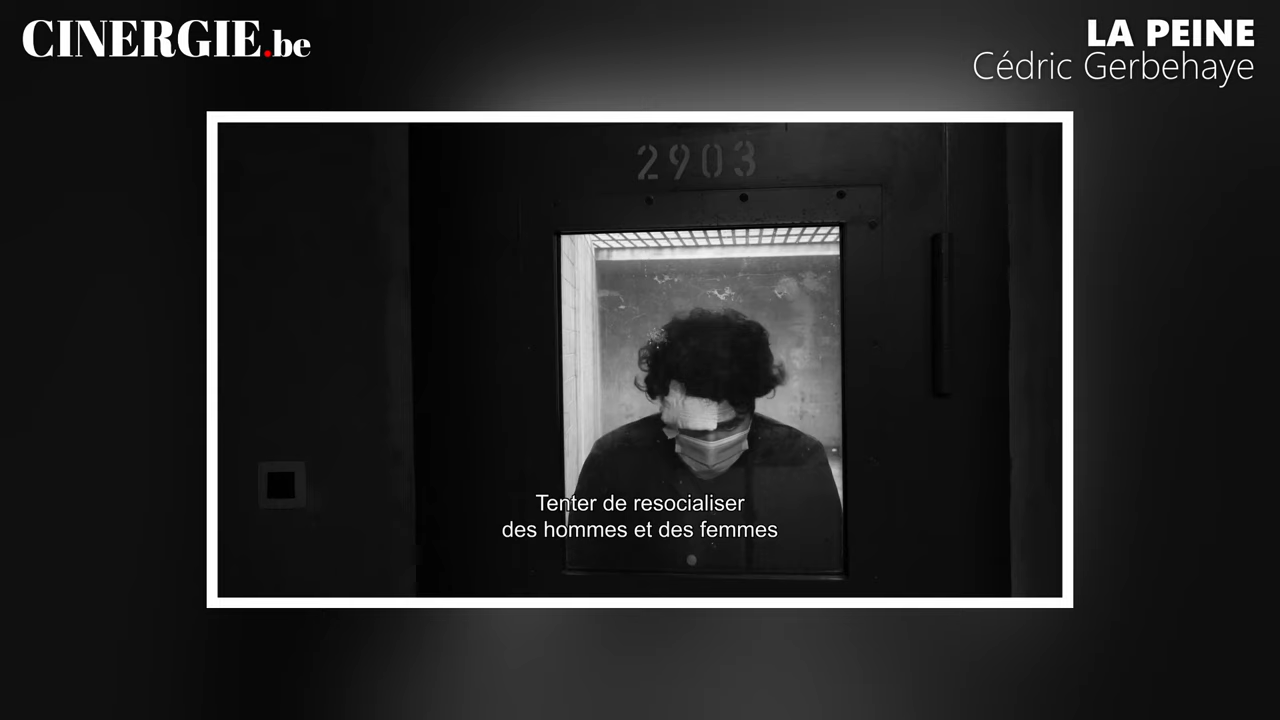 CINERGIE.be
LA PEINE
Cédric Gerbehaye
2903
Tenter de resocialiser
des hommes et des femmes